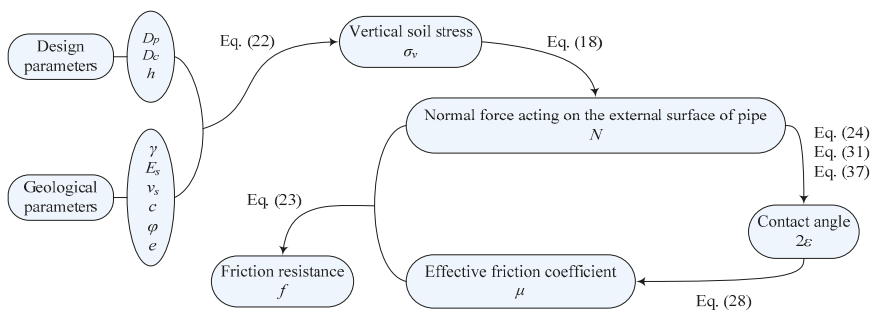 Design
parameters
Dp
Dc
h
Eq. (22)
Vertical soil stress
σv
Eq. (18)
Normal force acting on the external surface of pipe
N
Eq. (24)
Eq. (31)
Eq. (37)
Geological
parameters
γ
Es
vs
c
φ
e
Eq. (23)
Contact angle
2ε
Friction resistance
f
Effective friction coefficient
μ
Eq. (28)